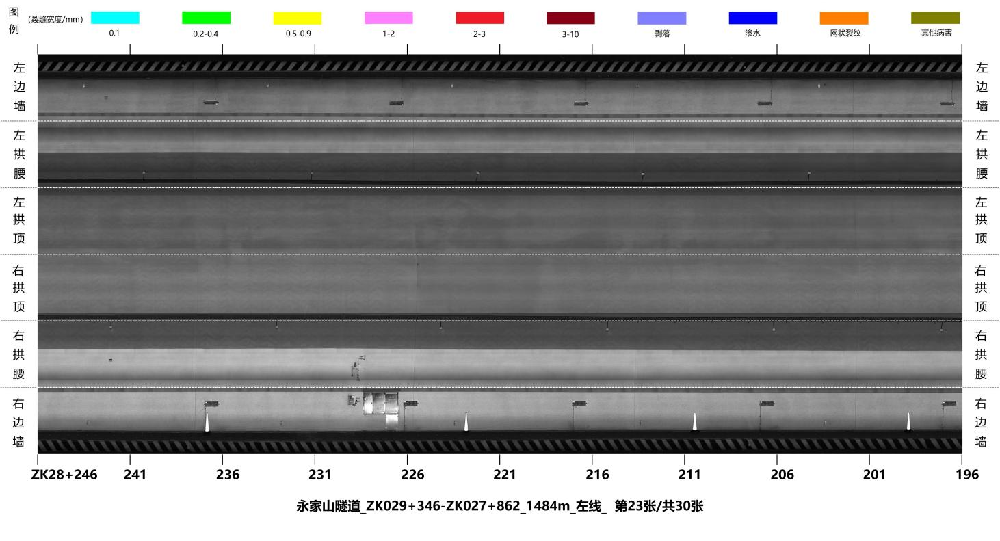 图例 (裂缝宽度/mm) 0.1 0.2-0.4 0.5-0.9 1-2 2-3 3-10 剥落 渗水 网状裂纹 其他病害
左边墙 左边墙
左拱腰 左拱腰
左拱顶 左拱顶
右拱顶 右拱顶
右拱腰 右拱腰
右边墙 右边墙
ZK28+246 241 236 231 226 221 216 211 206 201 196
永家山隧道_ZK029+346-ZK027+862_1484m_左线_ 第23张/共30张